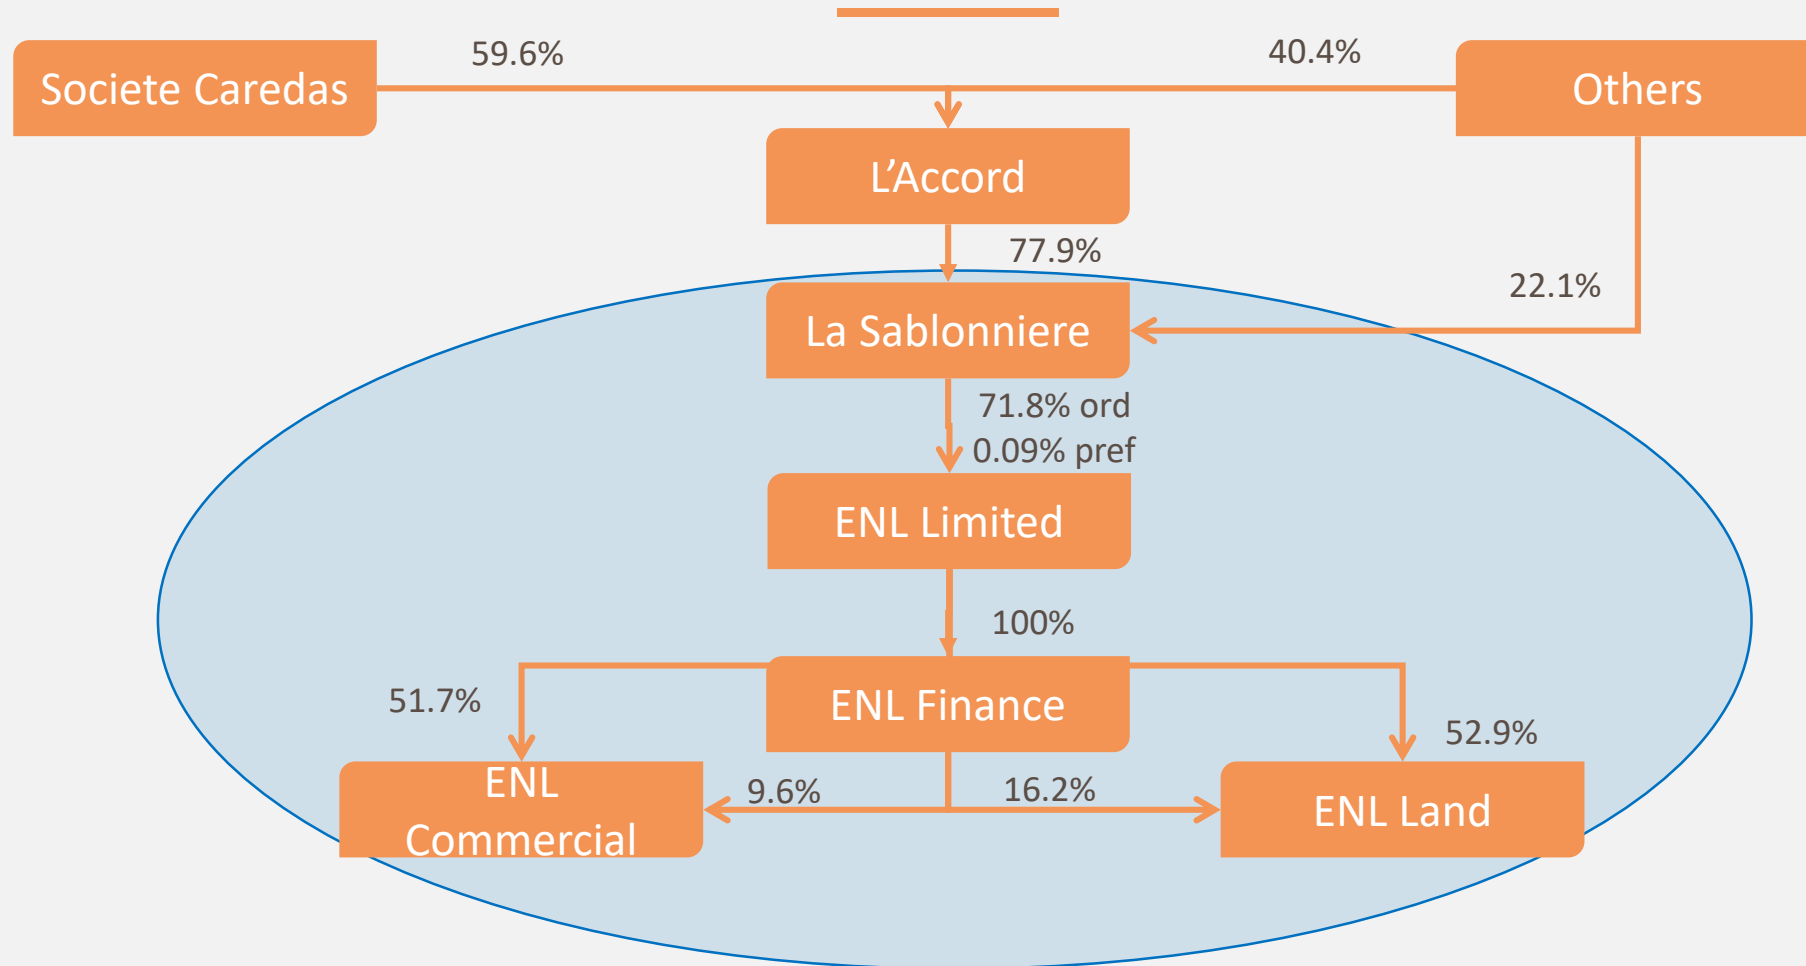 59.6%
40.4%
Societe Caredas
Others
L’Accord
77.9%
22.1%
La Sablonniere
71.8% ord
0.09% pref
ENL Limited
100%
51.7%
ENL Finance
52.9%
ENL
Commercial
9.6%
16.2%
ENL Land